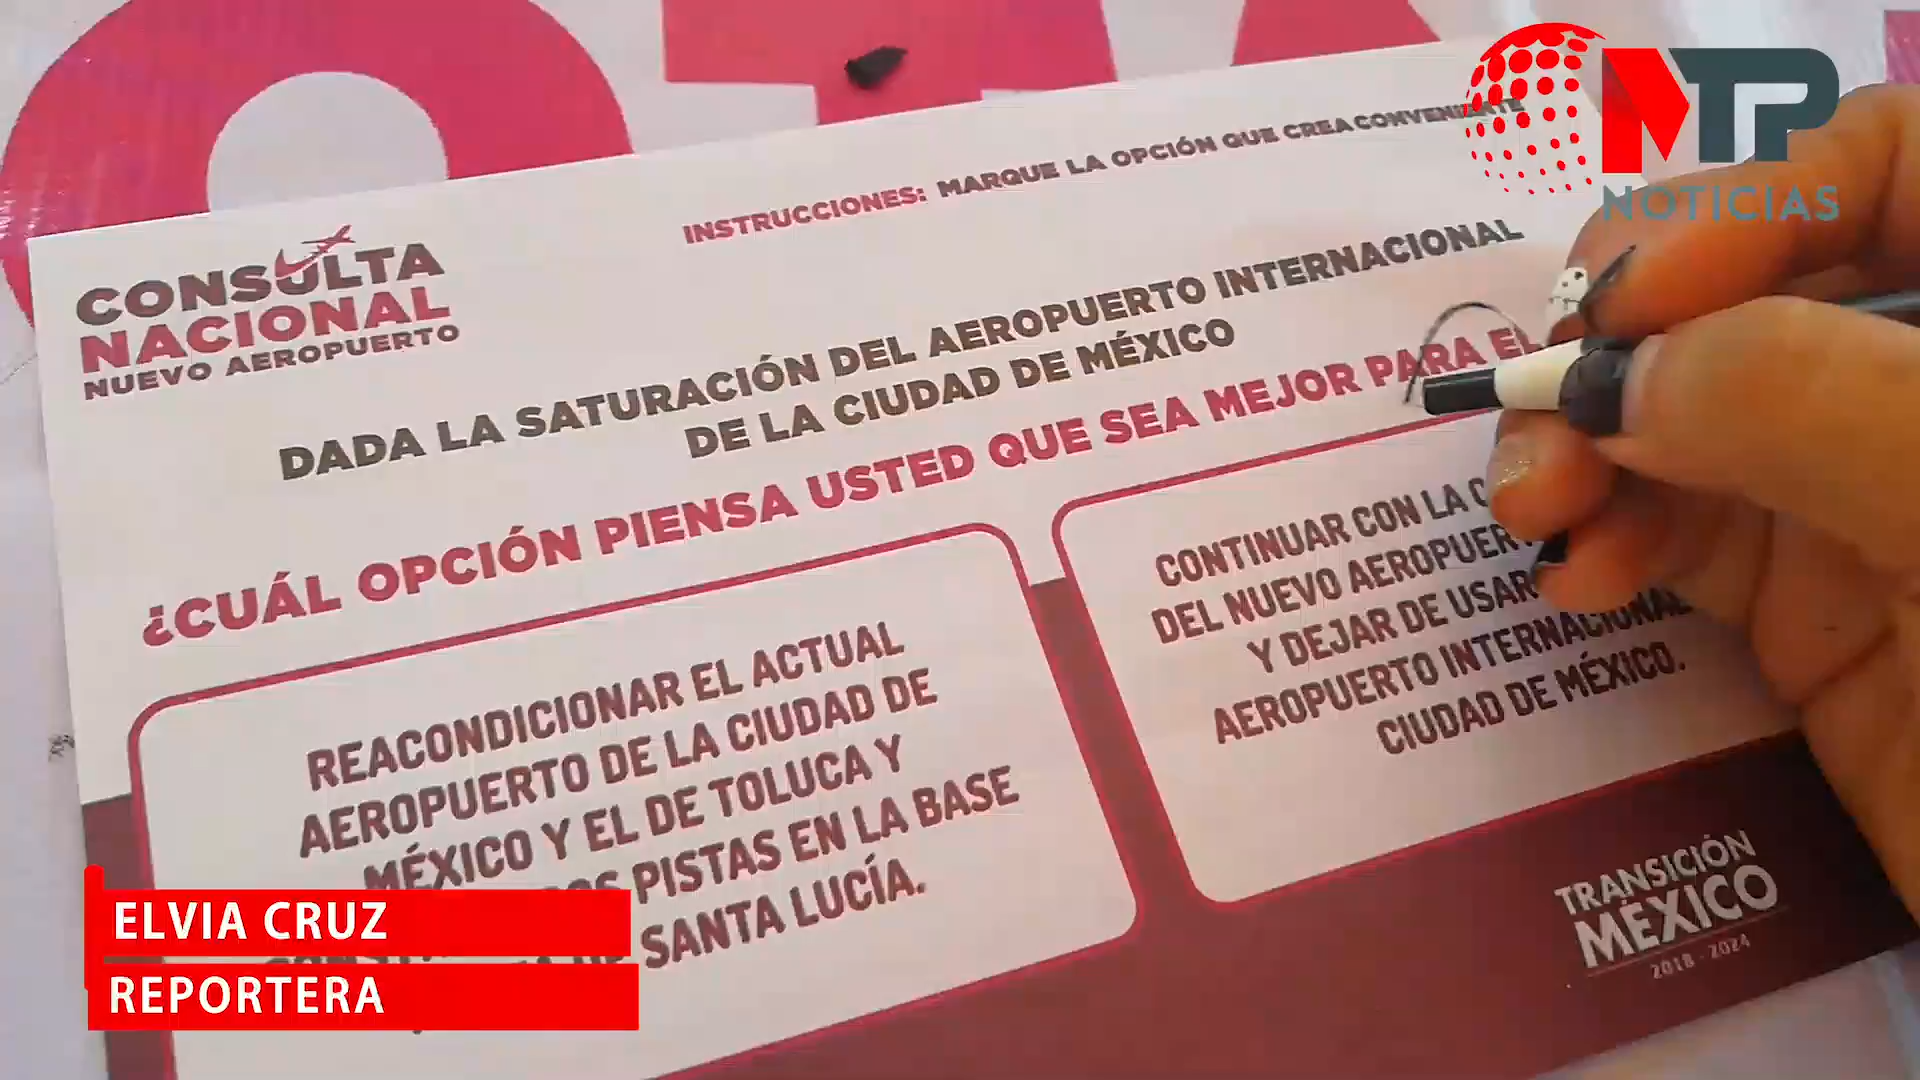 MTP
NOTICIAS
CONSULTA
NACIONAL
NUEVO AEROPUERTO
INSTRUCCIONES: MARQUE LA OPCIÓN QUE CREA CONVENIENTE
DADA LA SATURACIÓN DEL AEROPUERTO INTERNACIONAL
DE LA CIUDAD DE MÉXICO
¿CUÁL OPCIÓN PIENSA USTED QUE SEA MEJOR PARA EL
REACONDICIONAR EL ACTUAL
AEROPUERTO DE LA CIUDAD DE
MÉXICO Y EL DE TOLUCA Y
PISTAS EN LA BASE
SANTA LUCÍA.
CONTINUAR CON LA
DEL NUEVO
Y DEJAR DE USAR
AEROPUERTO INTERNACIONAL
CIUDAD DE MÉXICO.
TRANSICIÓN
MÉXICO
2018 - 2024
ELVIA CRUZ
REPORTERA